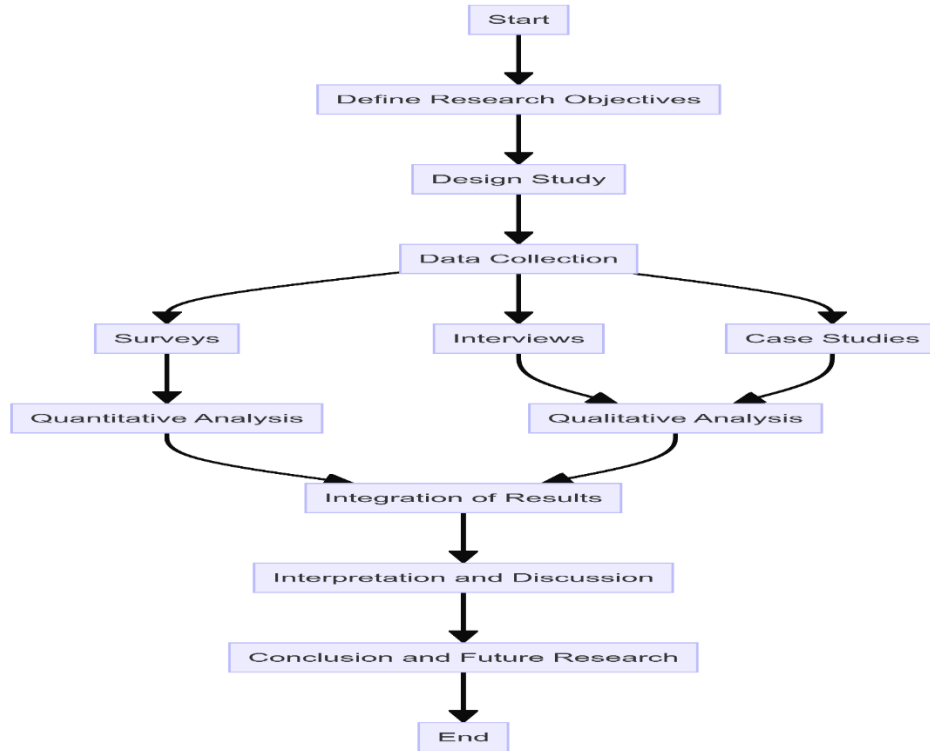 Start
Define Research Objectives
Design Study
Data Collection
Surveys
Interviews
Case Studies
Quantitative Analysis
Qualitative Analysis
Integration of Results
Interpretation and Discussion
Conclusion and Future Research
End